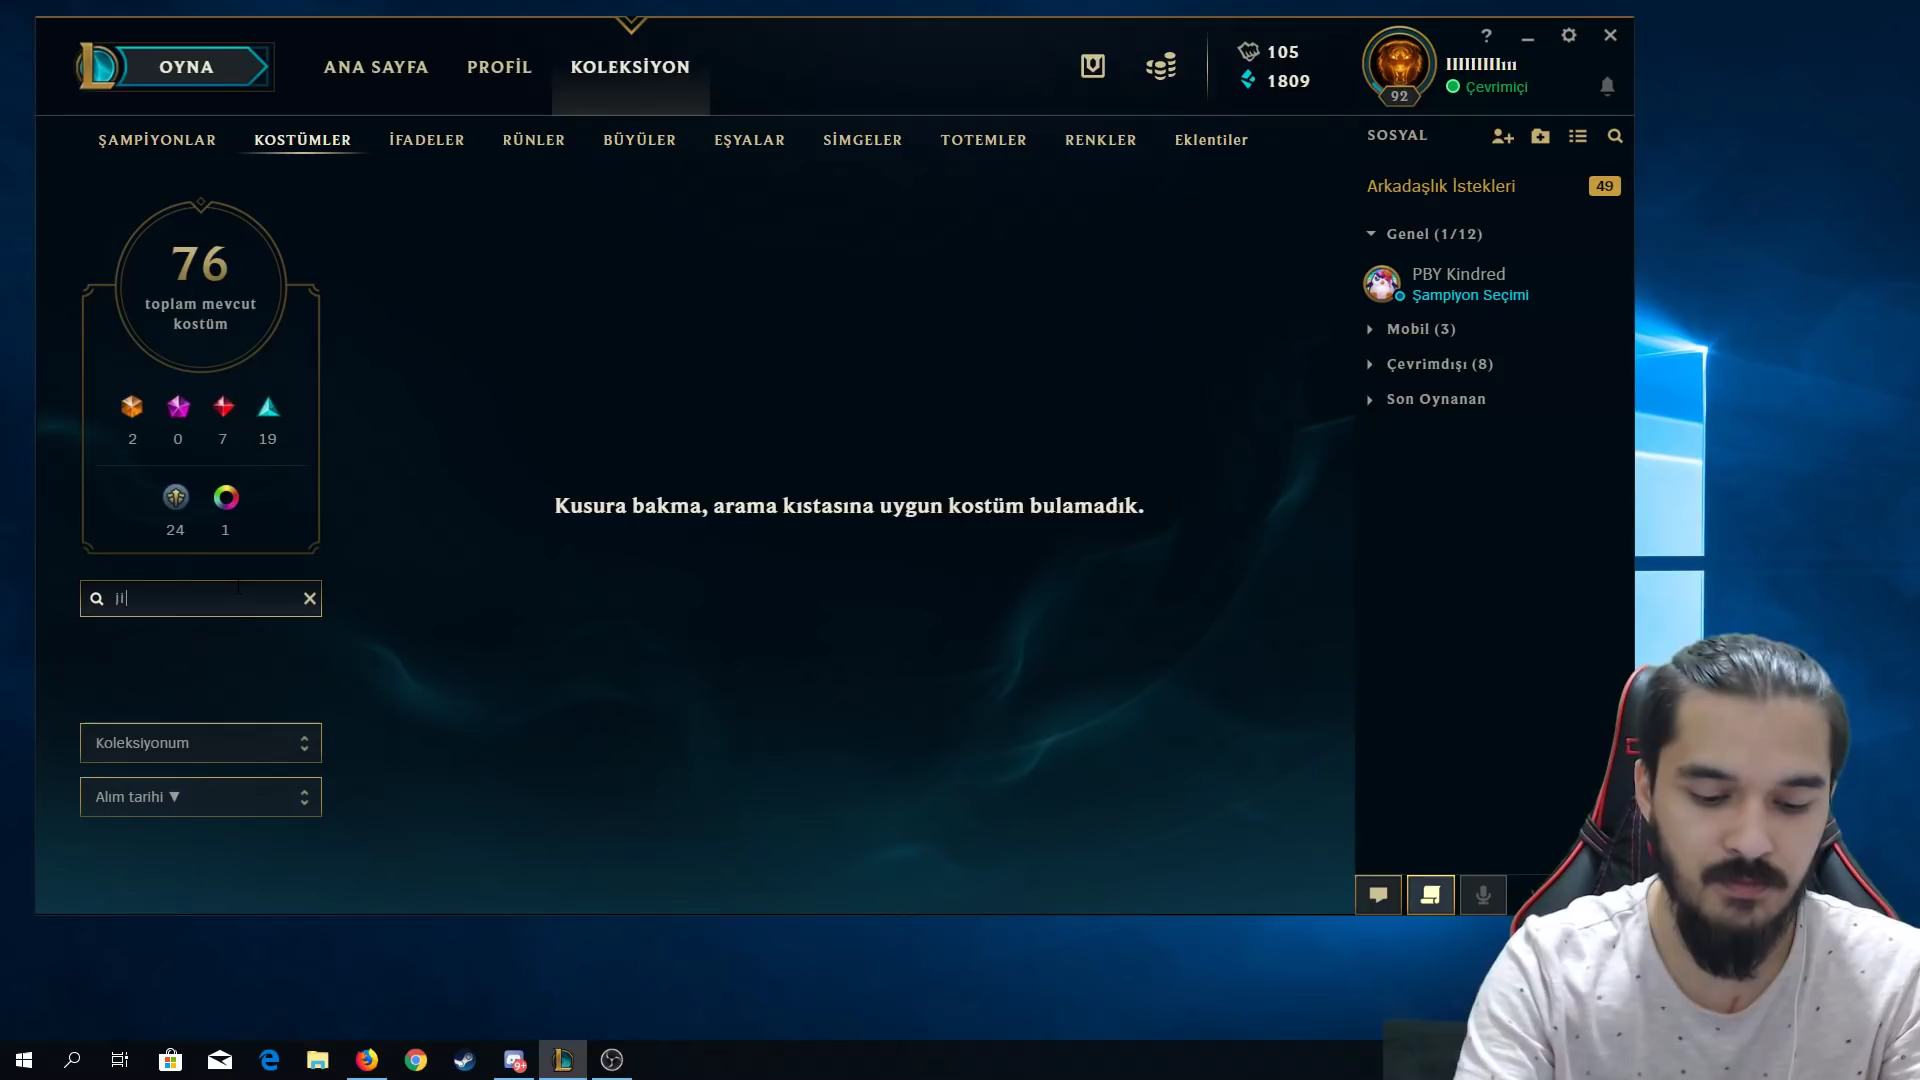 OYNA
ANA SAYFA
PROFİL
KOLEKSİYON
105
1809
92
Çevrimiçi
ŞAMPİYONLAR
KOSTÜMLER
İFADELER
RÜNLER
BÜYÜLER
EŞYALAR
SİMGELER
TOTEMLER
RENKLER
Eklentiler
SOSYAL
Arkadaşlık İstekleri
49
Genel (1/12)
PBY Kindred
Şampiyon Seçimi
Mobil (3)
Çevrimdışı (8)
Son Oynanan
76
toplam mevcut
kostüm
2
0
7
19
24
1
Kusura bakma, arama kıstasına uygun kostüm bulamadık.
ji
Koleksiyonum
Alım tarihi ▼
9+